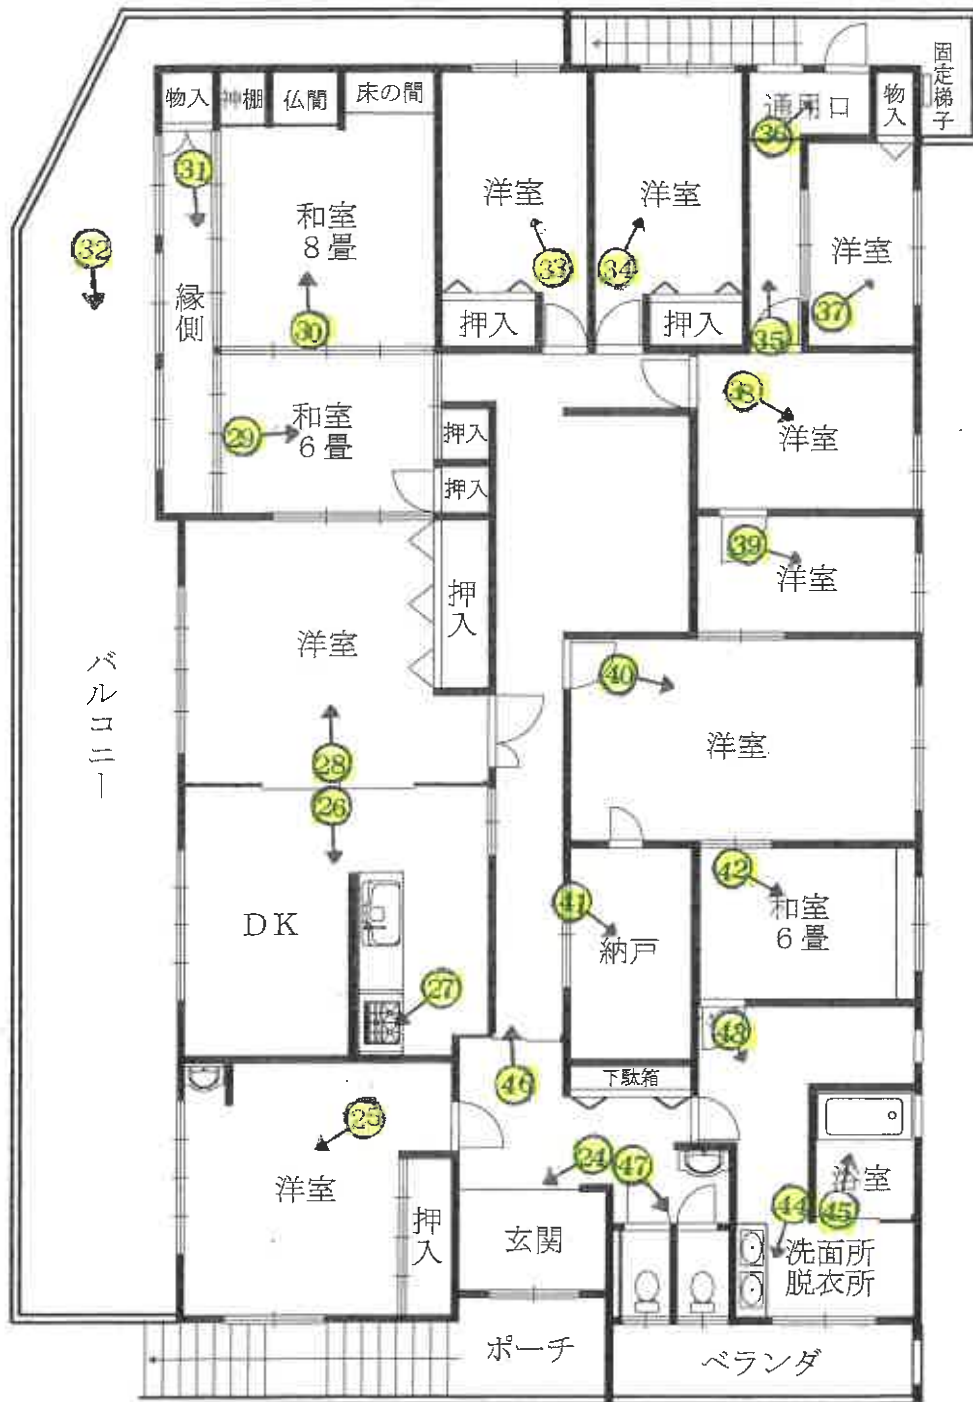 固定梯子
物入
神棚
仏間
床の間
通用口
物入
31
36
洋室
洋室
和室
8畳
洋室
32
33
34
縁側
37
30
押入
押入
35
38
和室
6畳
29
押入
洋室
押入
39
洋室
押入
洋室
40
バルコニー
28
洋室
26
42
41
和室
6畳
DK
納戸
27
43
46
下駄箱
25
24
47
浴室
洋室
押入
44
45
玄関
洗面所
脱衣所
ポーチ
ベランダ